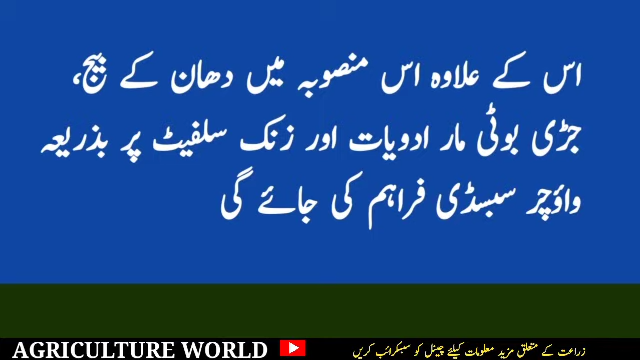 اس کے علاوہ اس منصوبہ میں دھان کے بیج،
جڑی بوٹی مار ادویات اور زنک سلفیٹ پر بذریعہ
واؤچر سبسڈی فراہم کی جائے گی
AGRICULTURE WORLD
زراعت کے متعلق مزید معلومات کیلئے چینل کو سبسکرائب کریں